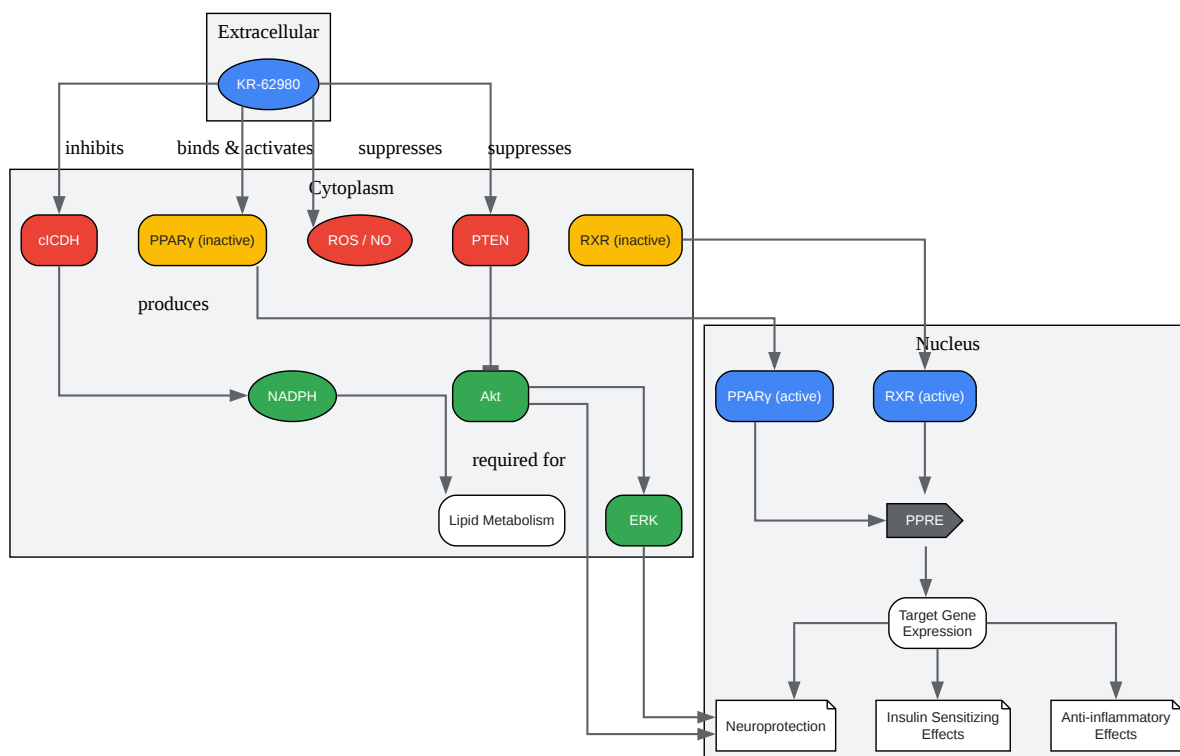 Extracellular
KR-62980
inhibits
binds & activates
suppresses
suppresses
Cytoplasm
cICDH
PPARγ (inactive)
ROS / NO
PTEN
RXR (inactive)
produces
Nucleus
NADPH
Akt
PPARγ (active)
RXR (active)
required for
Lipid Metabolism
ERK
PPRE
Target Gene
Expression
Neuroprotection
Insulin Sensitizing
Effects
Anti-inflammatory
Effects